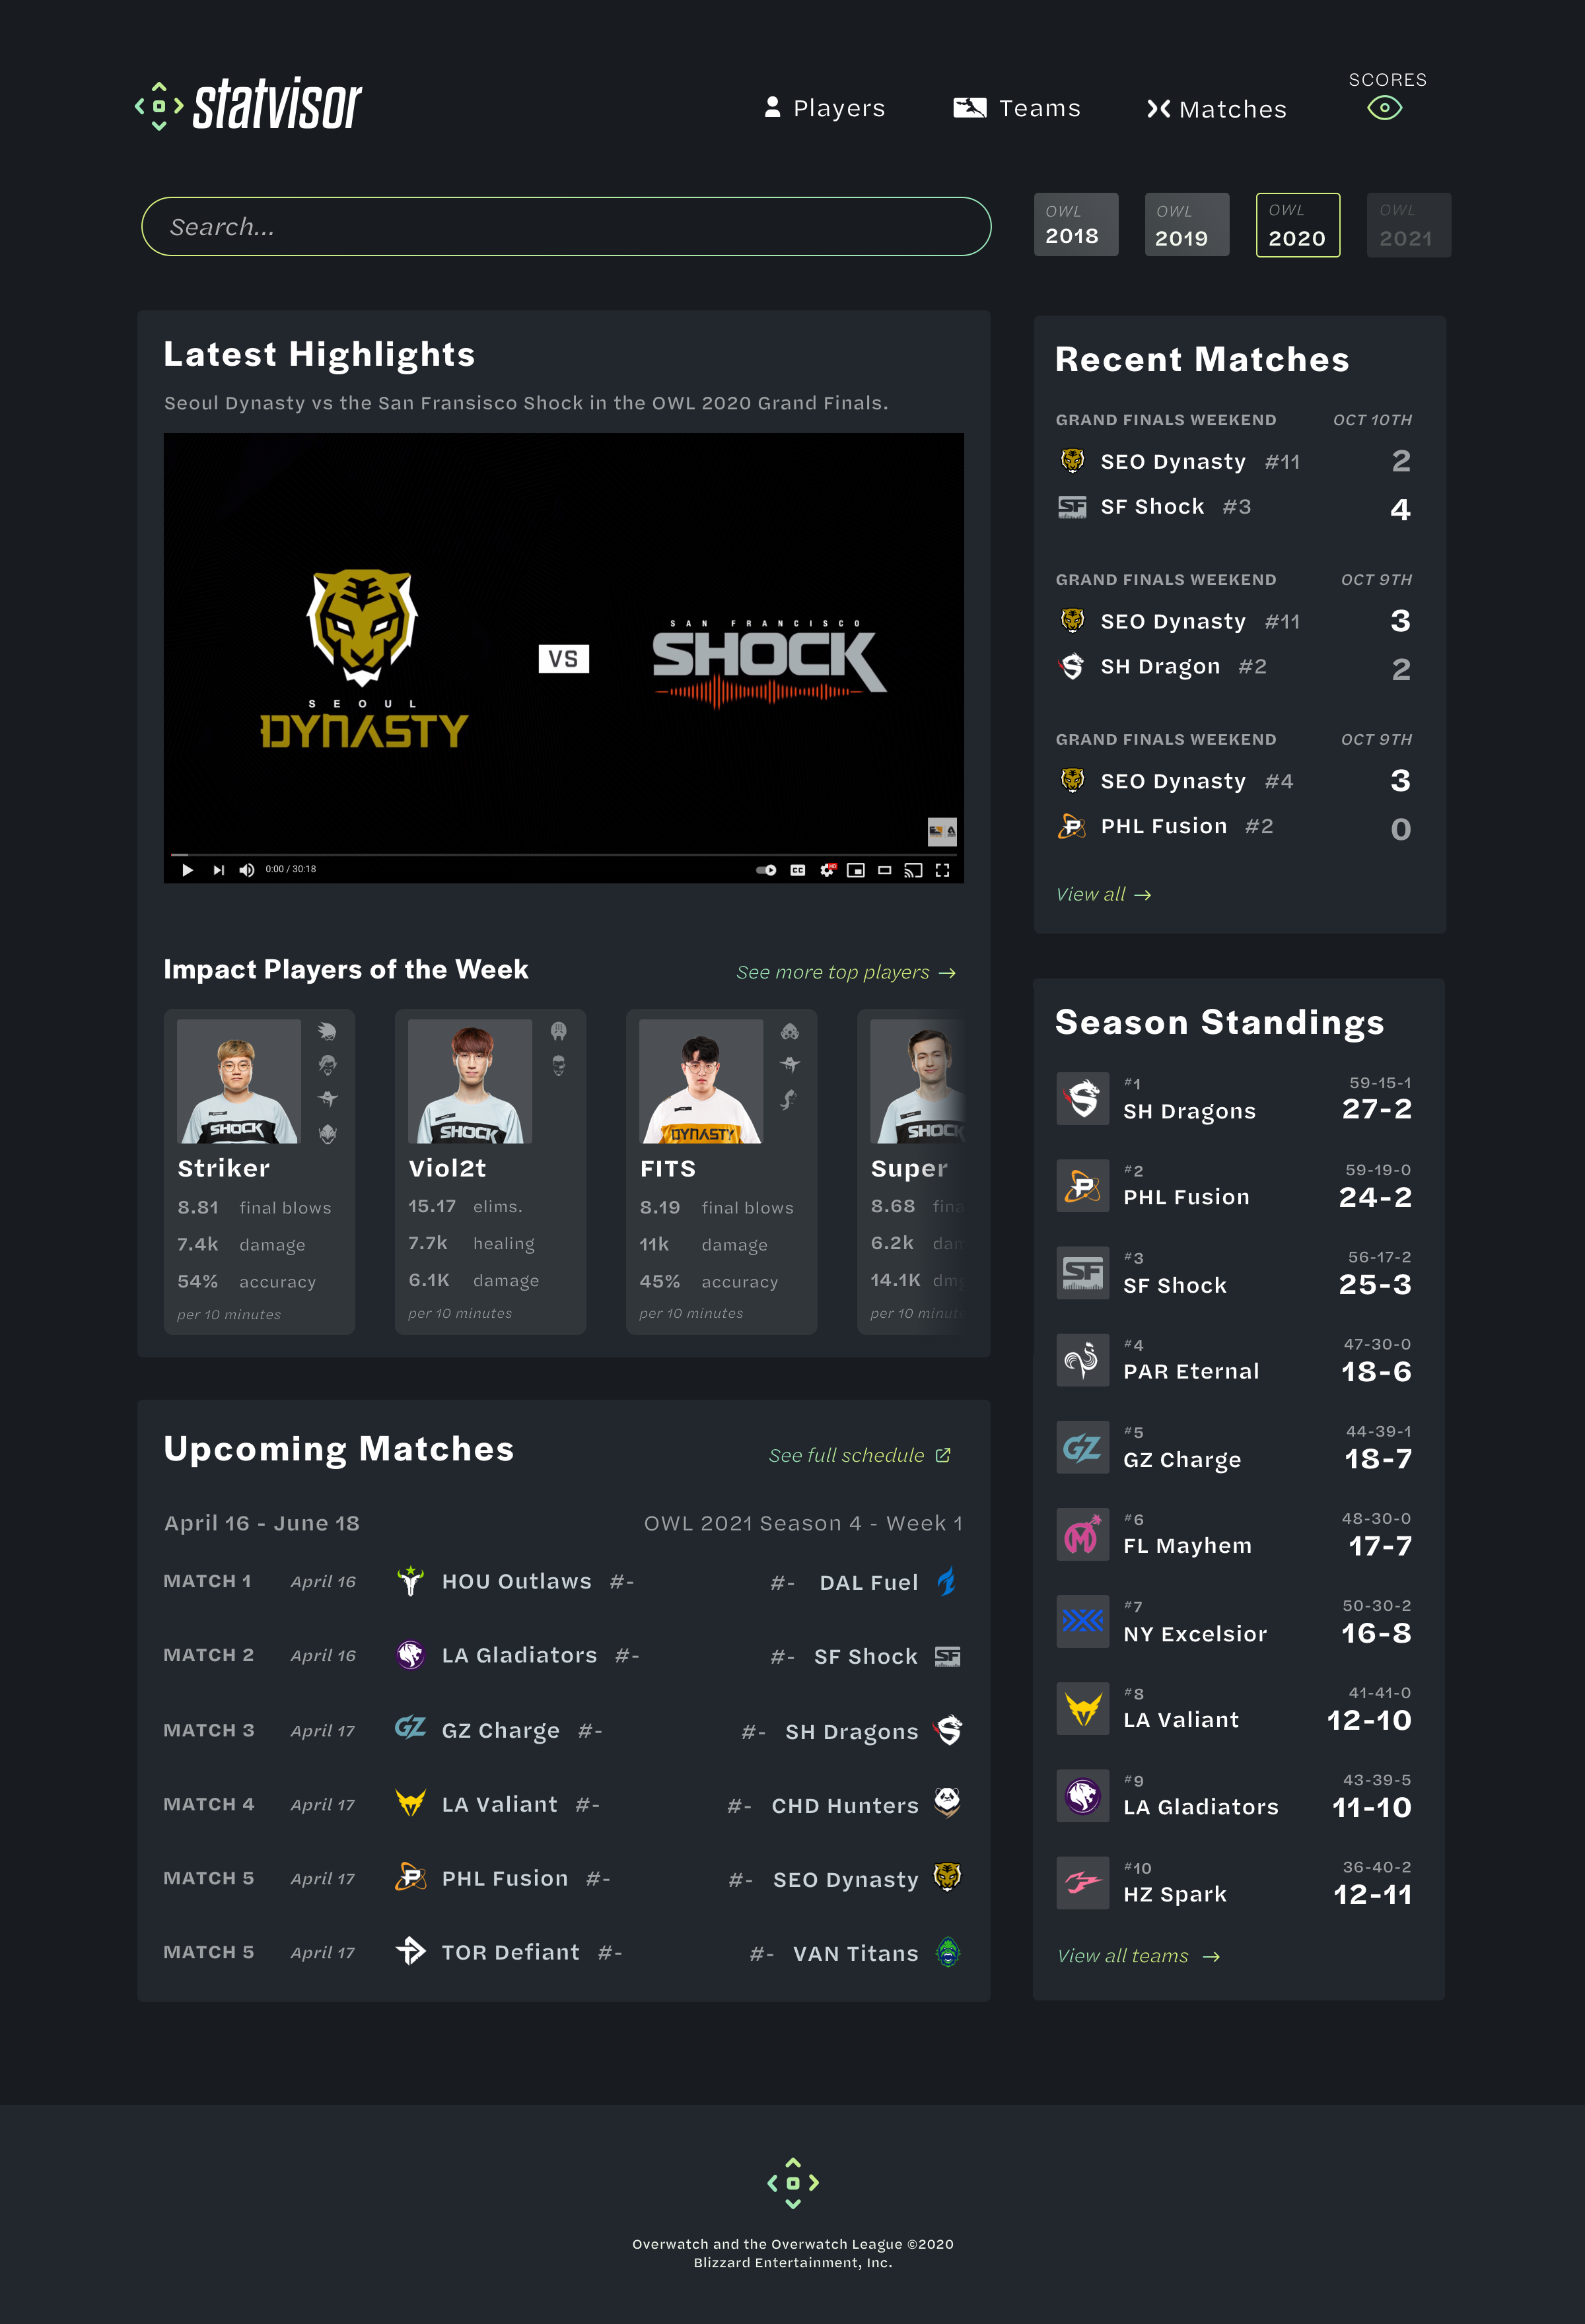 statvisor
Players
Teams
Matches
SCORES
Search...
OWL
2018
OWL
2019
OWL
2020
OWL
2021
Latest Highlights
Seoul Dynasty vs the San Fransisco Shock in the OWL 2020 Grand Finals.
SEOUL
DYNASTY
VS
SAN FRANCISCO
SHOCK
0:00 / 30:18
CC
HD
Impact Players of the Week
See more top players →
SHOCK
Striker
8.81 final blows
7.4k damage
54% accuracy
per 10 minutes
SHOCK
Viol2t
15.17 elims.
7.7k healing
6.1K damage
per 10 minutes
DYNASTY
FITS
8.19 final blows
11k damage
45% accuracy
per 10 minutes
SHOCK
Super
8.68 fina
6.2k dam
14.1K dmg
per 10 minut
Upcoming Matches
See full schedule
April 16 - June 18
OWL 2021 Season 4 - Week 1
MATCH 1 April 16 HOU Outlaws #- #- DAL Fuel
MATCH 2 April 16 LA Gladiators #- #- SF Shock SF
MATCH 3 April 17 GZ GZ Charge #- #- SH Dragons
MATCH 4 April 17 LA Valiant #- #- CHD Hunters
MATCH 5 April 17 P PHL Fusion #- #- SEO Dynasty
MATCH 5 April 17 TOR Defiant #- #- VAN Titans
Recent Matches
GRAND FINALS WEEKEND OCT 10TH
SEO Dynasty #11 2
SF SF Shock #3 4
GRAND FINALS WEEKEND OCT 9TH
SEO Dynasty #11 3
SH Dragon #2 2
GRAND FINALS WEEKEND OCT 9TH
SEO Dynasty #4 3
P PHL Fusion #2 0
View all →
Season Standings
#1 59-15-1
SH Dragons 27-2
#2 59-19-0
P PHL Fusion 24-2
#3 56-17-2
SF SF Shock 25-3
#4 47-30-0
PAR Eternal 18-6
#5 44-39-1
GZ GZ Charge 18-7
#6 48-30-0
M FL Mayhem 17-7
#7 50-30-2
NY Excelsior 16-8
#8 41-41-0
LA Valiant 12-10
#9 43-39-5
LA Gladiators 11-10
#10 36-40-2
HZ Spark 12-11
View all teams →
Overwatch and the Overwatch League ©2020
Blizzard Entertainment, Inc.